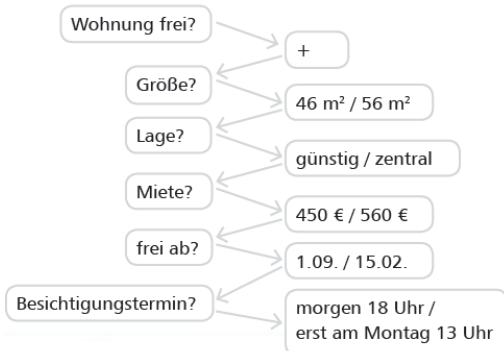 Wohnung frei?
+
Größe?
46 m² / 56 m²
Lage?
günstig / zentral
Miete?
450 € / 560 €
frei ab?
1.09. / 15.02.
Besichtigungstermin?
morgen 18 Uhr /
erst am Montag 13 Uhr